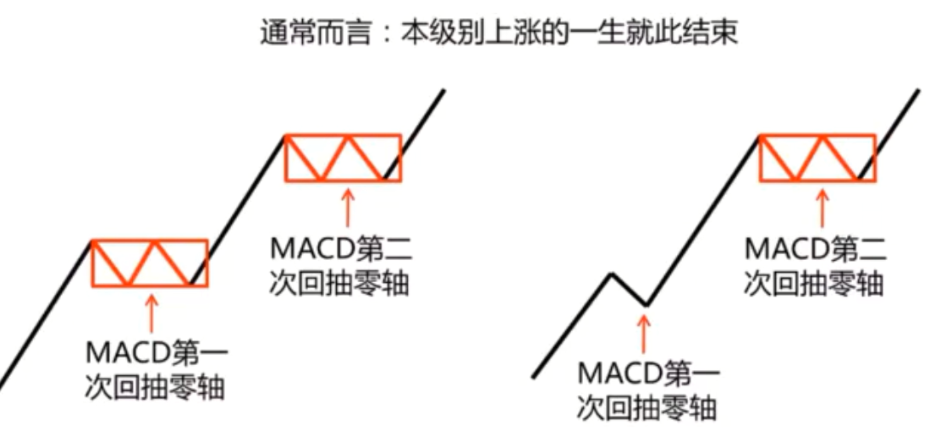 通常而言：本级别上涨的一生就此结束
MACD第二
次回抽零轴
MACD第一
次回抽零轴
MACD第二
次回抽零轴
MACD第一
次回抽零轴